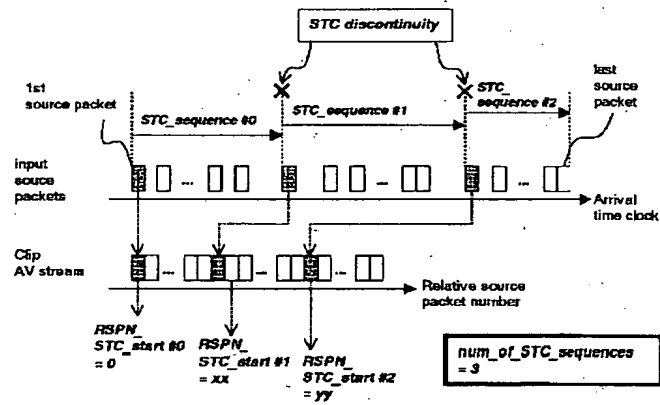 STC discontinuity
1st
source packet
STC_sequence #0
STC_sequence #1
STC_
sequence #2
last
source
packet
input
souce
packets
...
...
...
...
Arrival
time clock
Clip
AV stream
...
...
...
Relative source
packet number
RSPN_
STC_start #0
= 0
RSPN_
STC_start #1
= xx
RSPN_
STC_start #2
= yy
num_of_STC_sequences
= 3